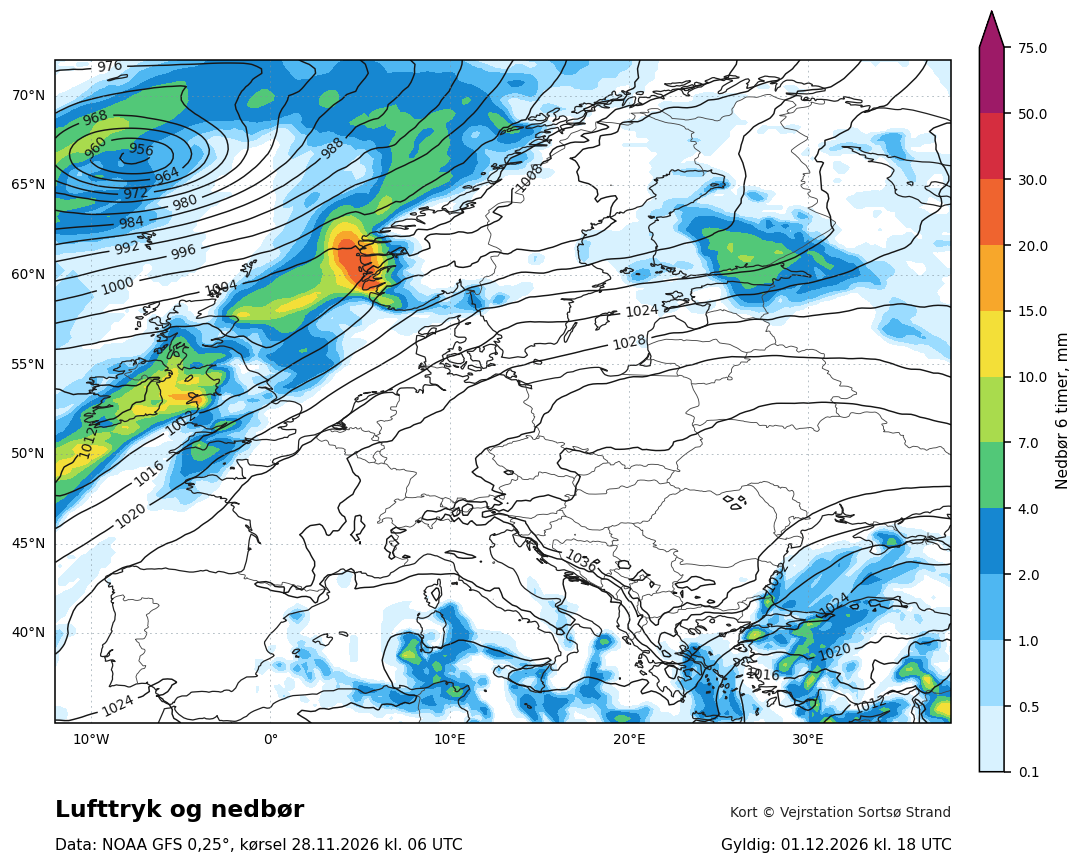 75.0
50.0
30.0
20.0
15.0
10.0
7.0
4.0
2.0
1.0
0.5
0.1
Nedbør 6 timer, mm
70°N
65°N
60°N
55°N
50°N
45°N
40°N
10°W
0°
10°E
20°E
30°E
976
968
960
956
964
972
980
984
988
992
996
1000
1004
1008
1012
1012
1016
1020
1024
1028
1024
1036
1032
1024
1020
1016
1012
Lufttryk og nedbør
Kort © Vejrstation Sortsø Strand
Data: NOAA GFS 0,25°, kørsel 28.11.2026 kl. 06 UTC
Gyldig: 01.12.2026 kl. 18 UTC